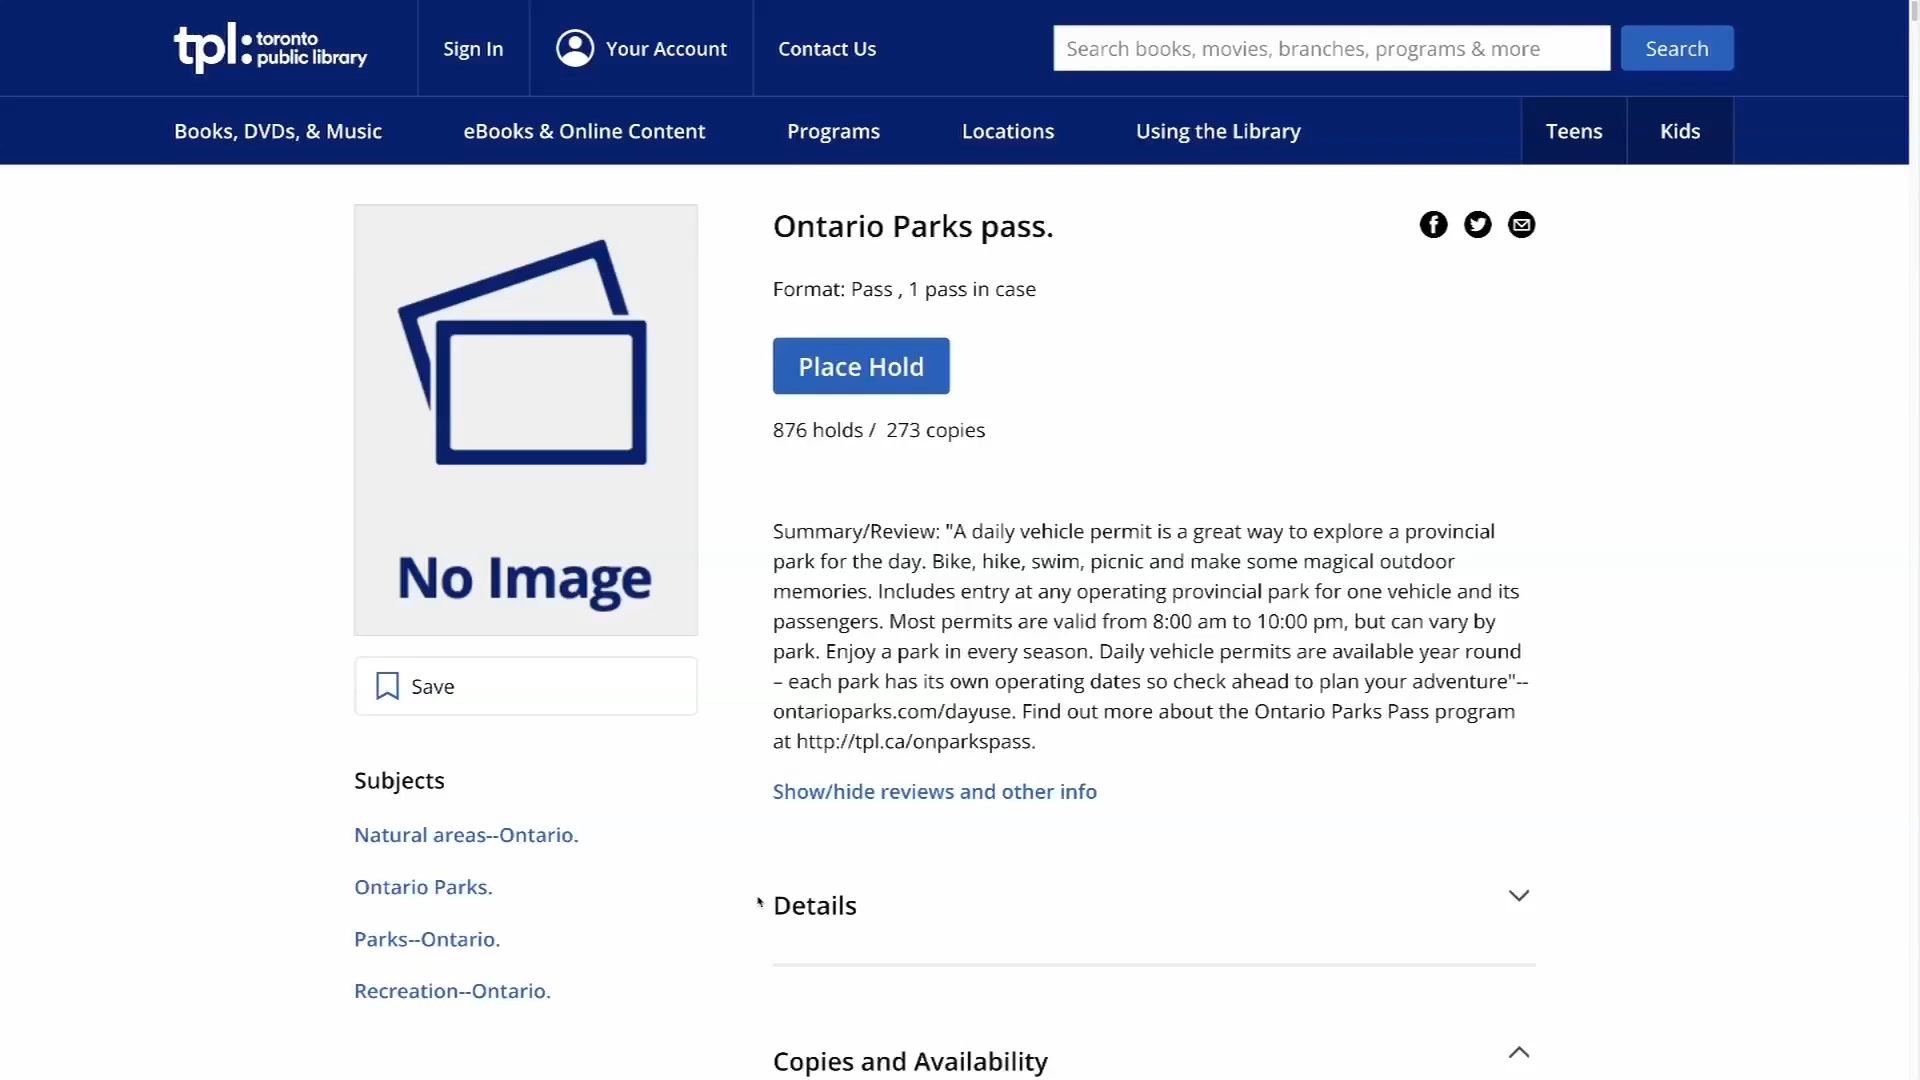 tpl: toronto public library
Sign In
Your Account
Contact Us
Search books, movies, branches, programs & more
Search
Books, DVDs, & Music
eBooks & Online Content
Programs
Locations
Using the Library
Teens
Kids
No Image
Save
Subjects
Natural areas--Ontario.
Ontario Parks.
Parks--Ontario.
Recreation--Ontario.
Ontario Parks pass.
Format: Pass , 1 pass in case
Place Hold
876 holds / 273 copies
Summary/Review: "A daily vehicle permit is a great way to explore a provincial
park for the day. Bike, hike, swim, picnic and make some magical outdoor
memories. Includes entry at any operating provincial park for one vehicle and its
passengers. Most permits are valid from 8:00 am to 10:00 pm, but can vary by
park. Enjoy a park in every season. Daily vehicle permits are available year round
– each park has its own operating dates so check ahead to plan your adventure"--
ontarioparks.com/dayuse. Find out more about the Ontario Parks Pass program
at http://tpl.ca/onparkspass.
Show/hide reviews and other info
Details
Copies and Availability